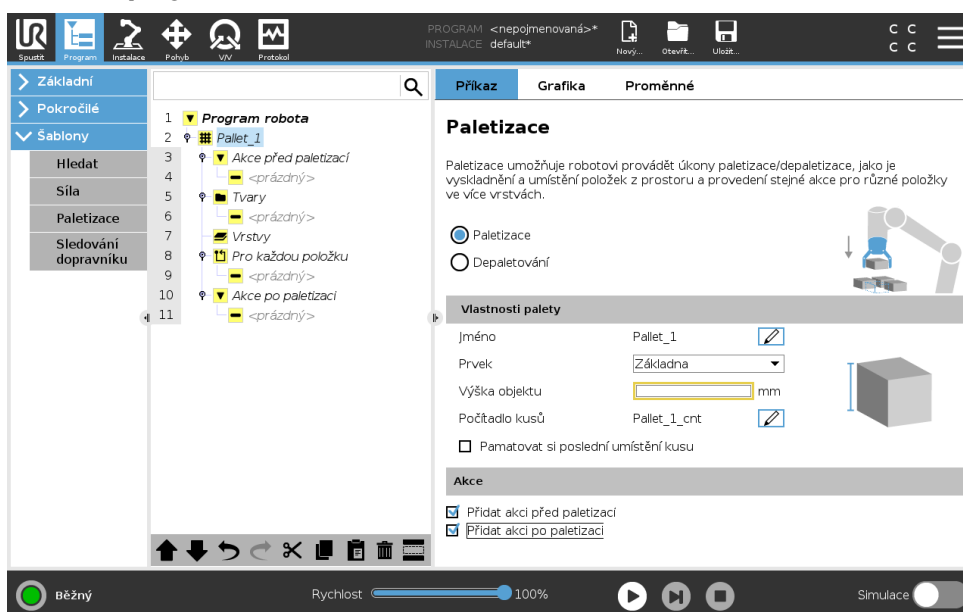 Spustit
Program
Instalace
Pohyb
V/V
Protokol
PROGRAM <nepojmenovaná>*
INSTALACE default*
Nový...
Otevřít...
Uložit...
C C
C C
Základní
Pokročilé
Šablony
Hledat
Síla
Paletizace
Sledování
dopravníku
1 Program robota
2 Pallet_1
3 Akce před paletizací
4 <prázdný>
5 Tvary
6 <prázdný>
7 Vrstvy
8 Pro každou položku
9 <prázdný>
10 Akce po paletizaci
11 <prázdný>
Příkaz Grafika Proměnné
Paletizace
Paletizace umožňuje robotovi provádět úkony paletizace/depaletizace, jako je
vyskladnění a umístění položek z prostoru a provedení stejné akce pro různé položky
ve více vrstvách.
Paletizace
Depaletování
Vlastnosti palety
Jméno Pallet_1
Prvek Základna
Výška objektu mm
Počítadlo kusů Pallet_1_cnt
Pamatovat si poslední umístění kusu
Akce
Přidat akci před paletizací
Přidat akci po paletizaci
Běžný
Rychlost 100%
Simulace